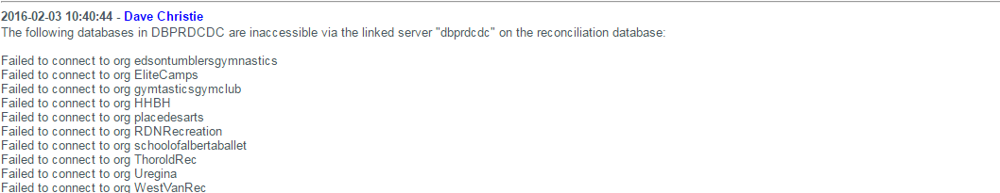 2016-02-03 10:40:44 - Dave Christie
The following databases in DBPRDCDC are inaccessible via the linked server "dbprdcdc" on the reconciliation database:
Failed to connect to org edsontumblersgymnastics
Failed to connect to org EliteCamps
Failed to connect to org gymtasticsgymclub
Failed to connect to org HHBH
Failed to connect to org placedesarts
Failed to connect to org RDNRecreation
Failed to connect to org schoolofalbertaballet
Failed to connect to org ThoroldRec
Failed to connect to org Uregina
Failed to connect to org WestVanRec